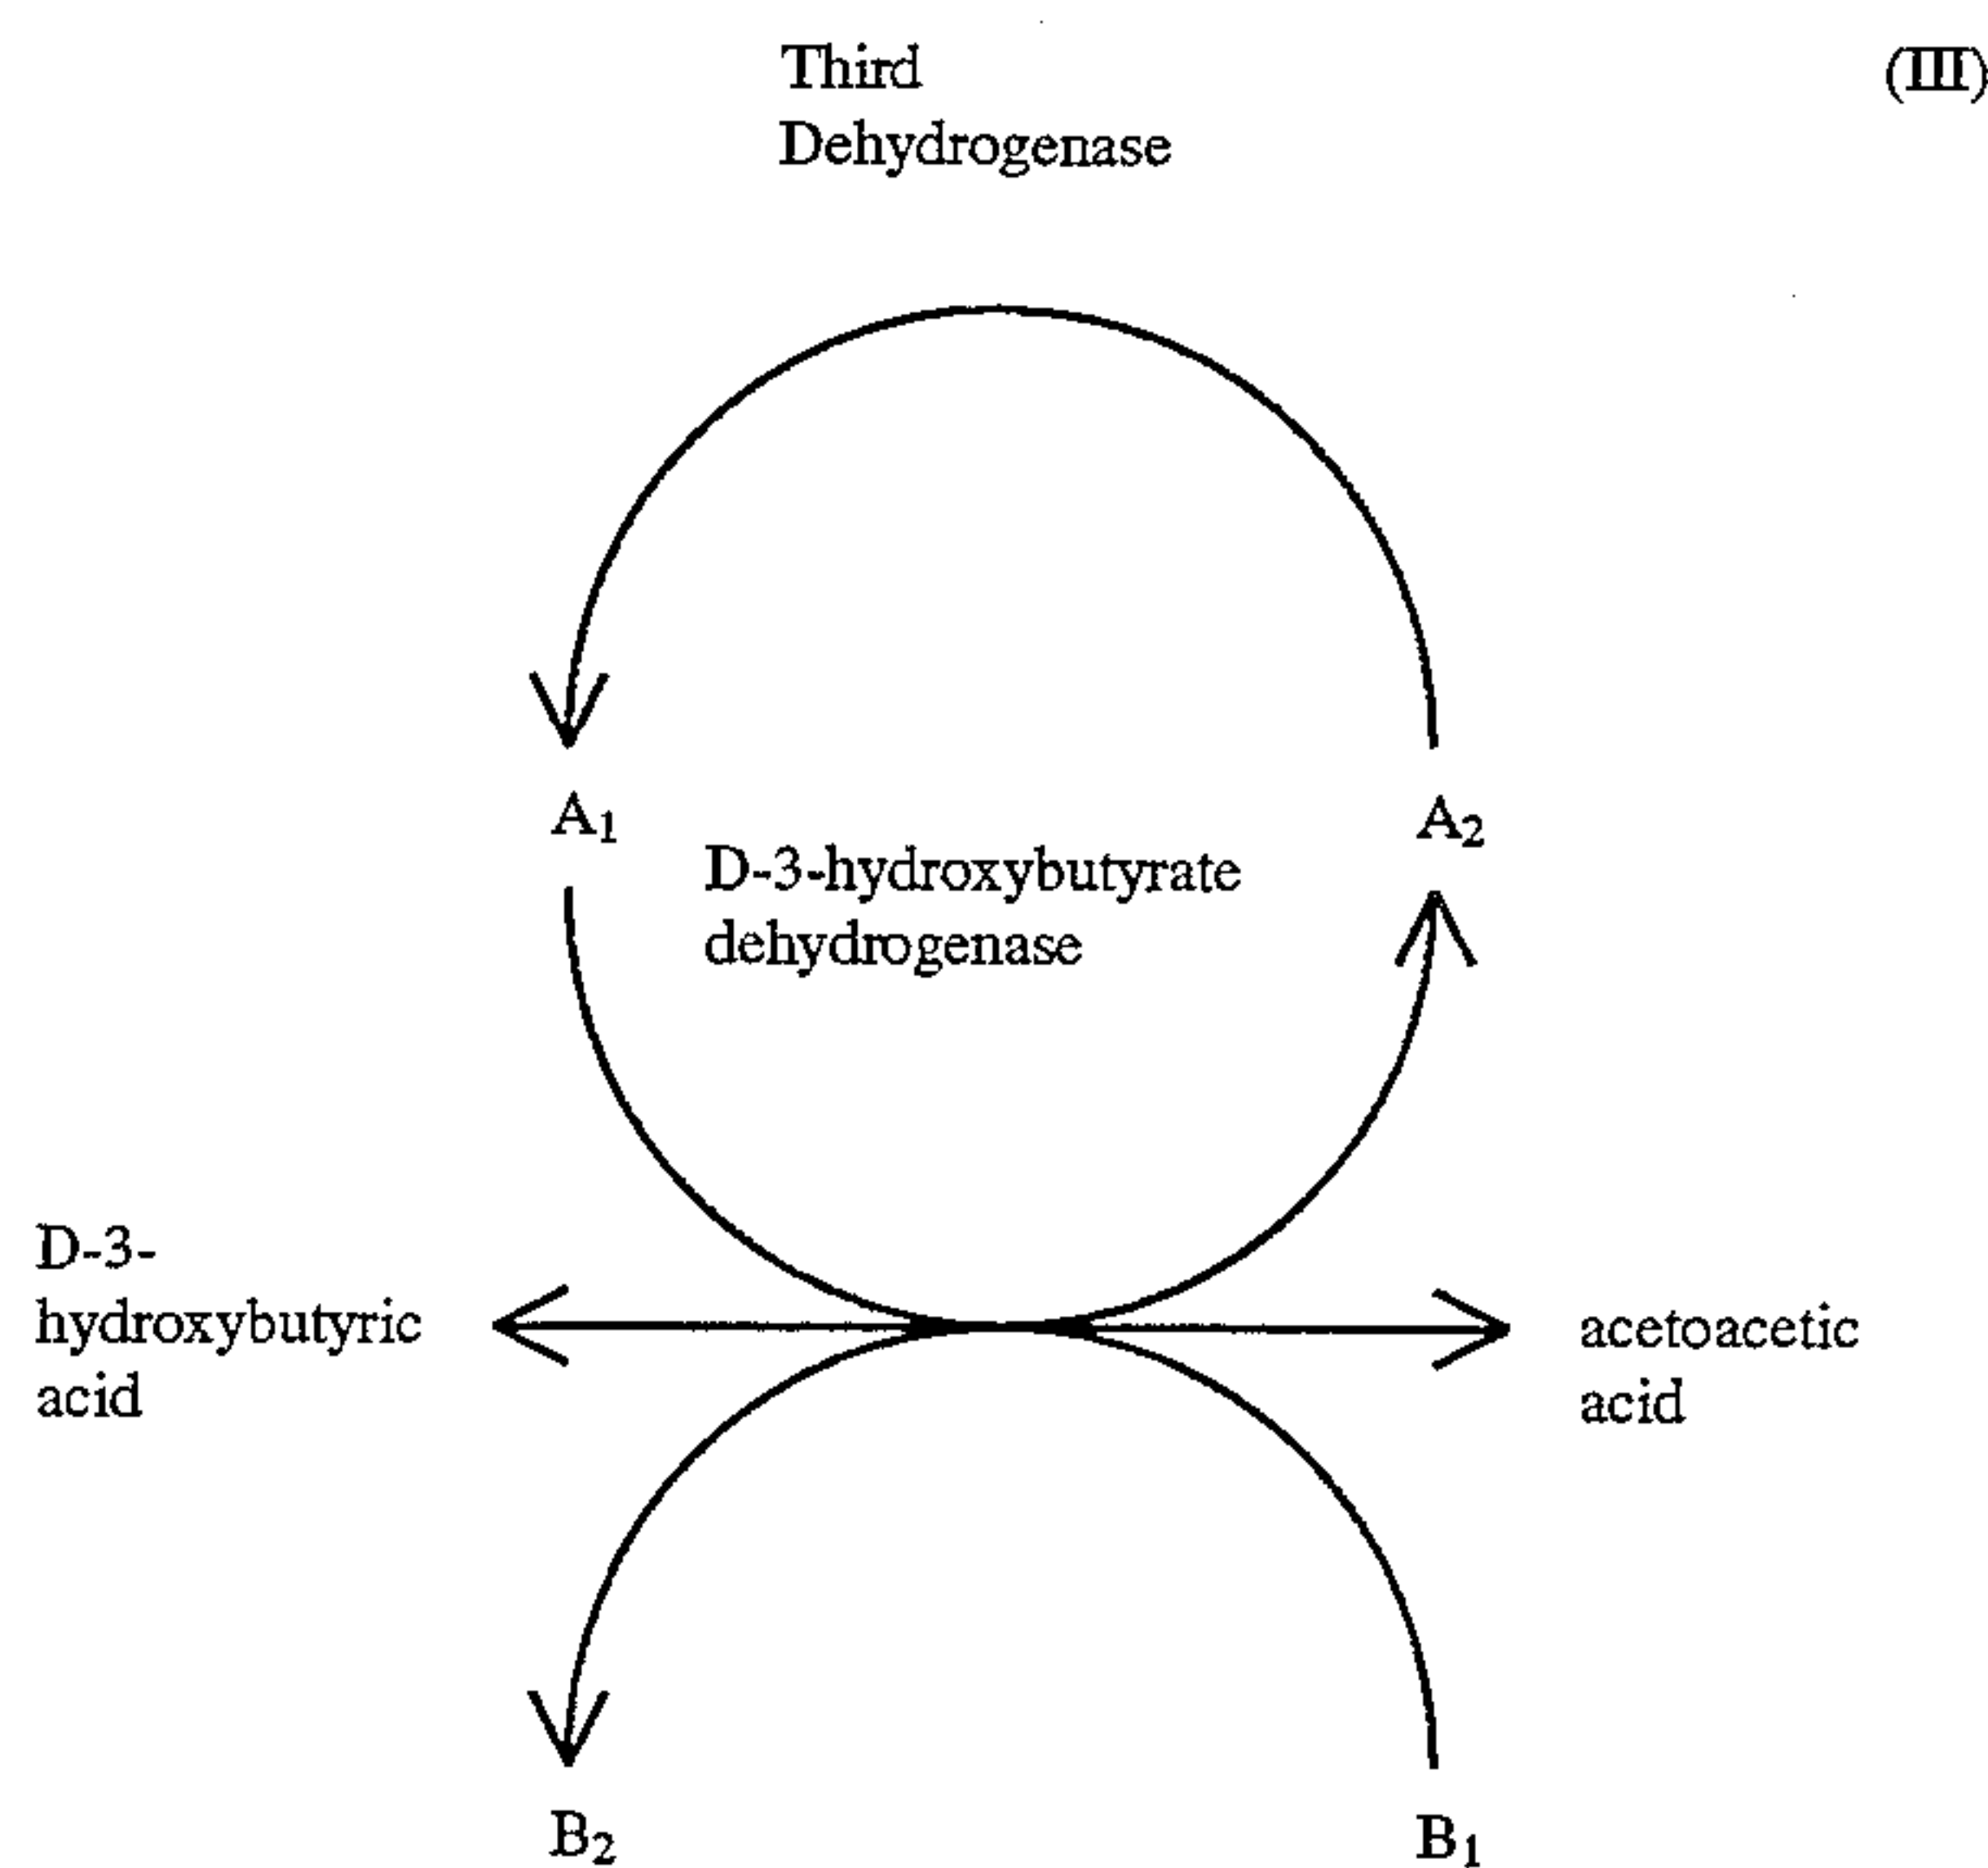 Third
Dehydrogenase
(III)
A₁
A₂
D-3-hydroxybutyrate
dehydrogenase
D-3-
hydroxybutyric
acid
acetoacetic
acid
B₂
B₁